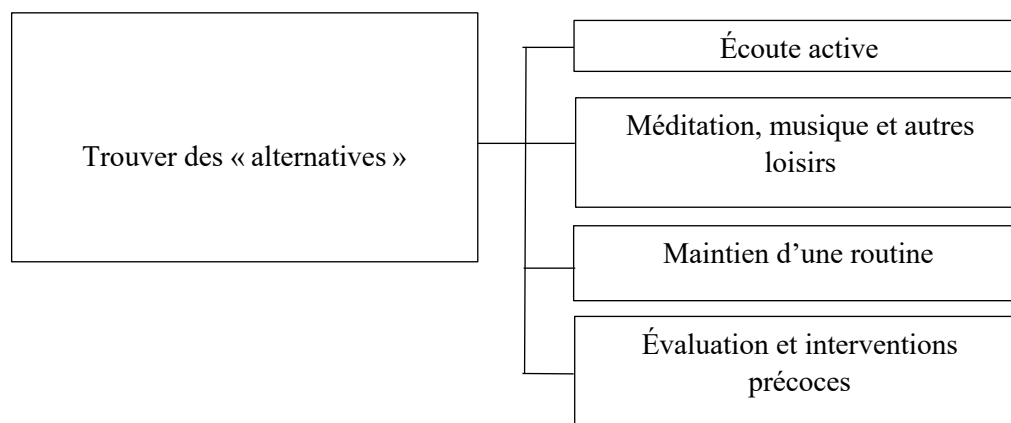 Trouver des « alternatives »
Écoute active
Méditation, musique et autres
loisirs
Maintien d’une routine
Évaluation et interventions
précoces